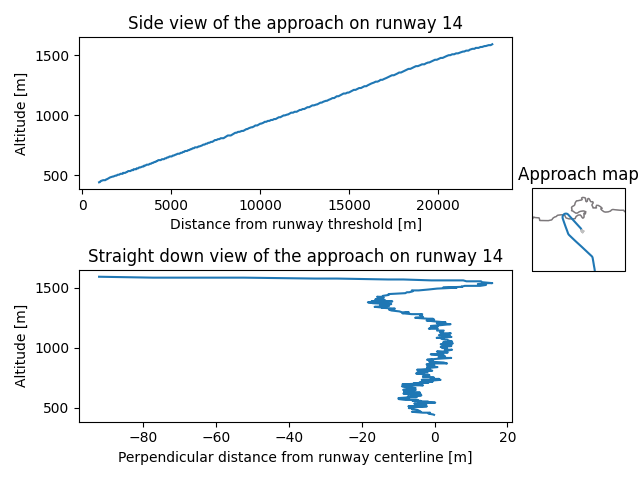 Side view of the approach on runway 14
Altitude [m]
1500
1000
500
0
5000
10000
15000
20000
Distance from runway threshold [m]
Approach map
Straight down view of the approach on runway 14
Altitude [m]
1500
1000
500
−80
−60
−40
−20
0
20
Perpendicular distance from runway centerline [m]